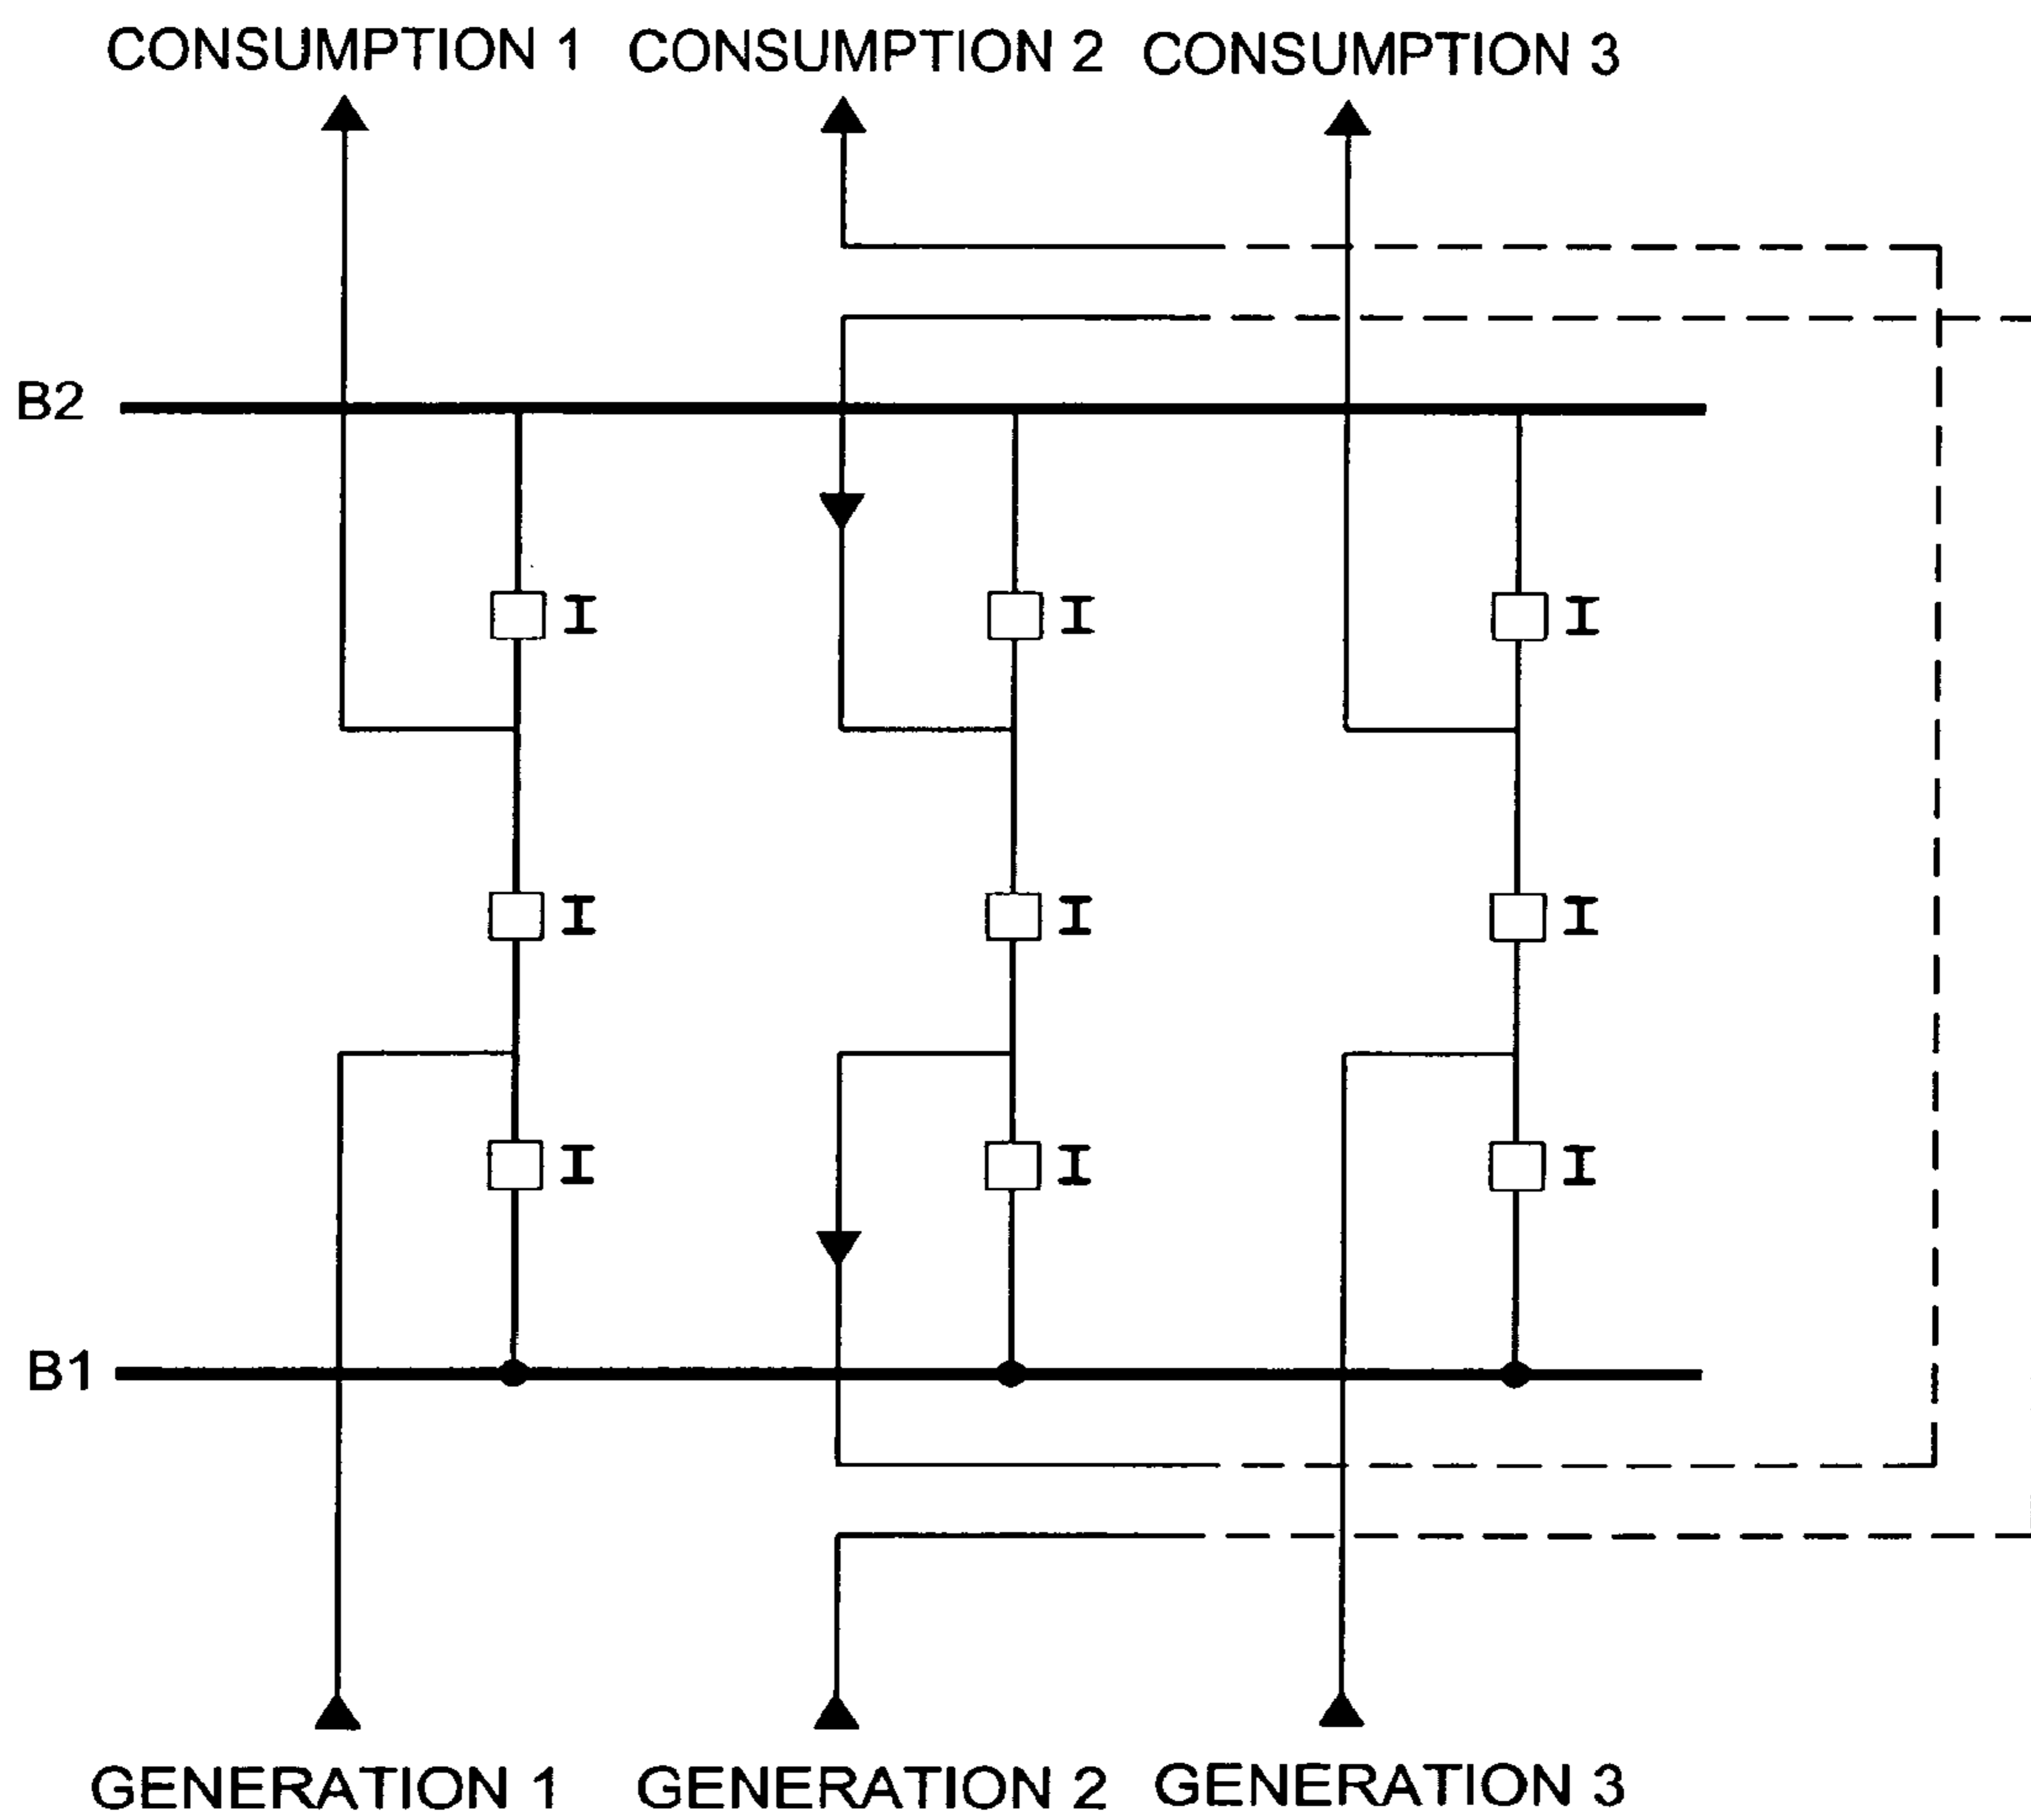 CONSUMPTION 1 CONSUMPTION 2 CONSUMPTION 3
B2
I I I
I I I
I I I
B1
GENERATION 1 GENERATION 2 GENERATION 3